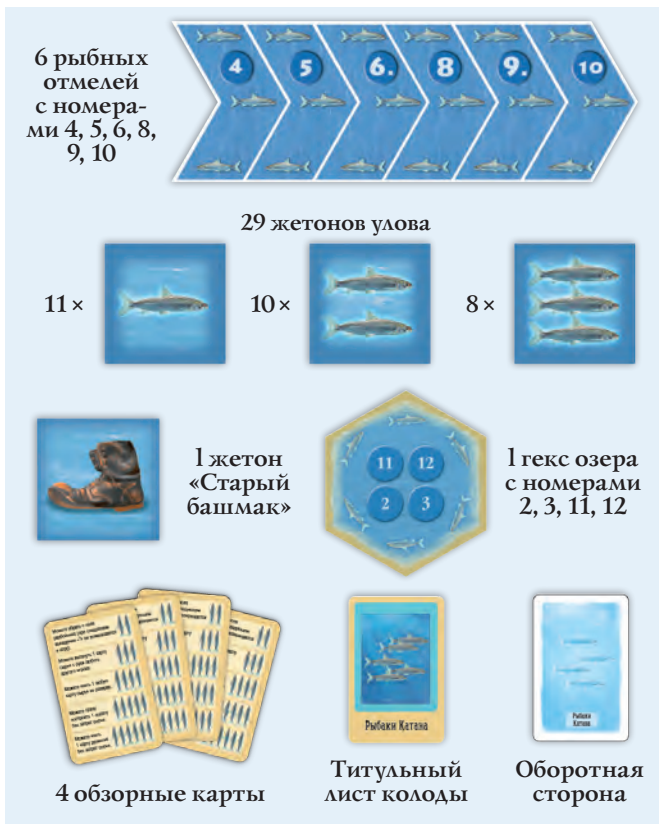 6 рыбных
отмелей
с номера-
ми 4, 5, 6, 8,
9, 10
4
5
6.
8
9.
10
29 жетонов улова
11 ×
10 ×
8 ×
1 жетон
«Старый
башмак»
11
12
2
3
1 гекс озера
с номерами
2, 3, 11, 12
Рыбаки Катана
Рыбаки
Катана
4 обзорные карты
Титульный
лист колоды
Оборотная
сторона